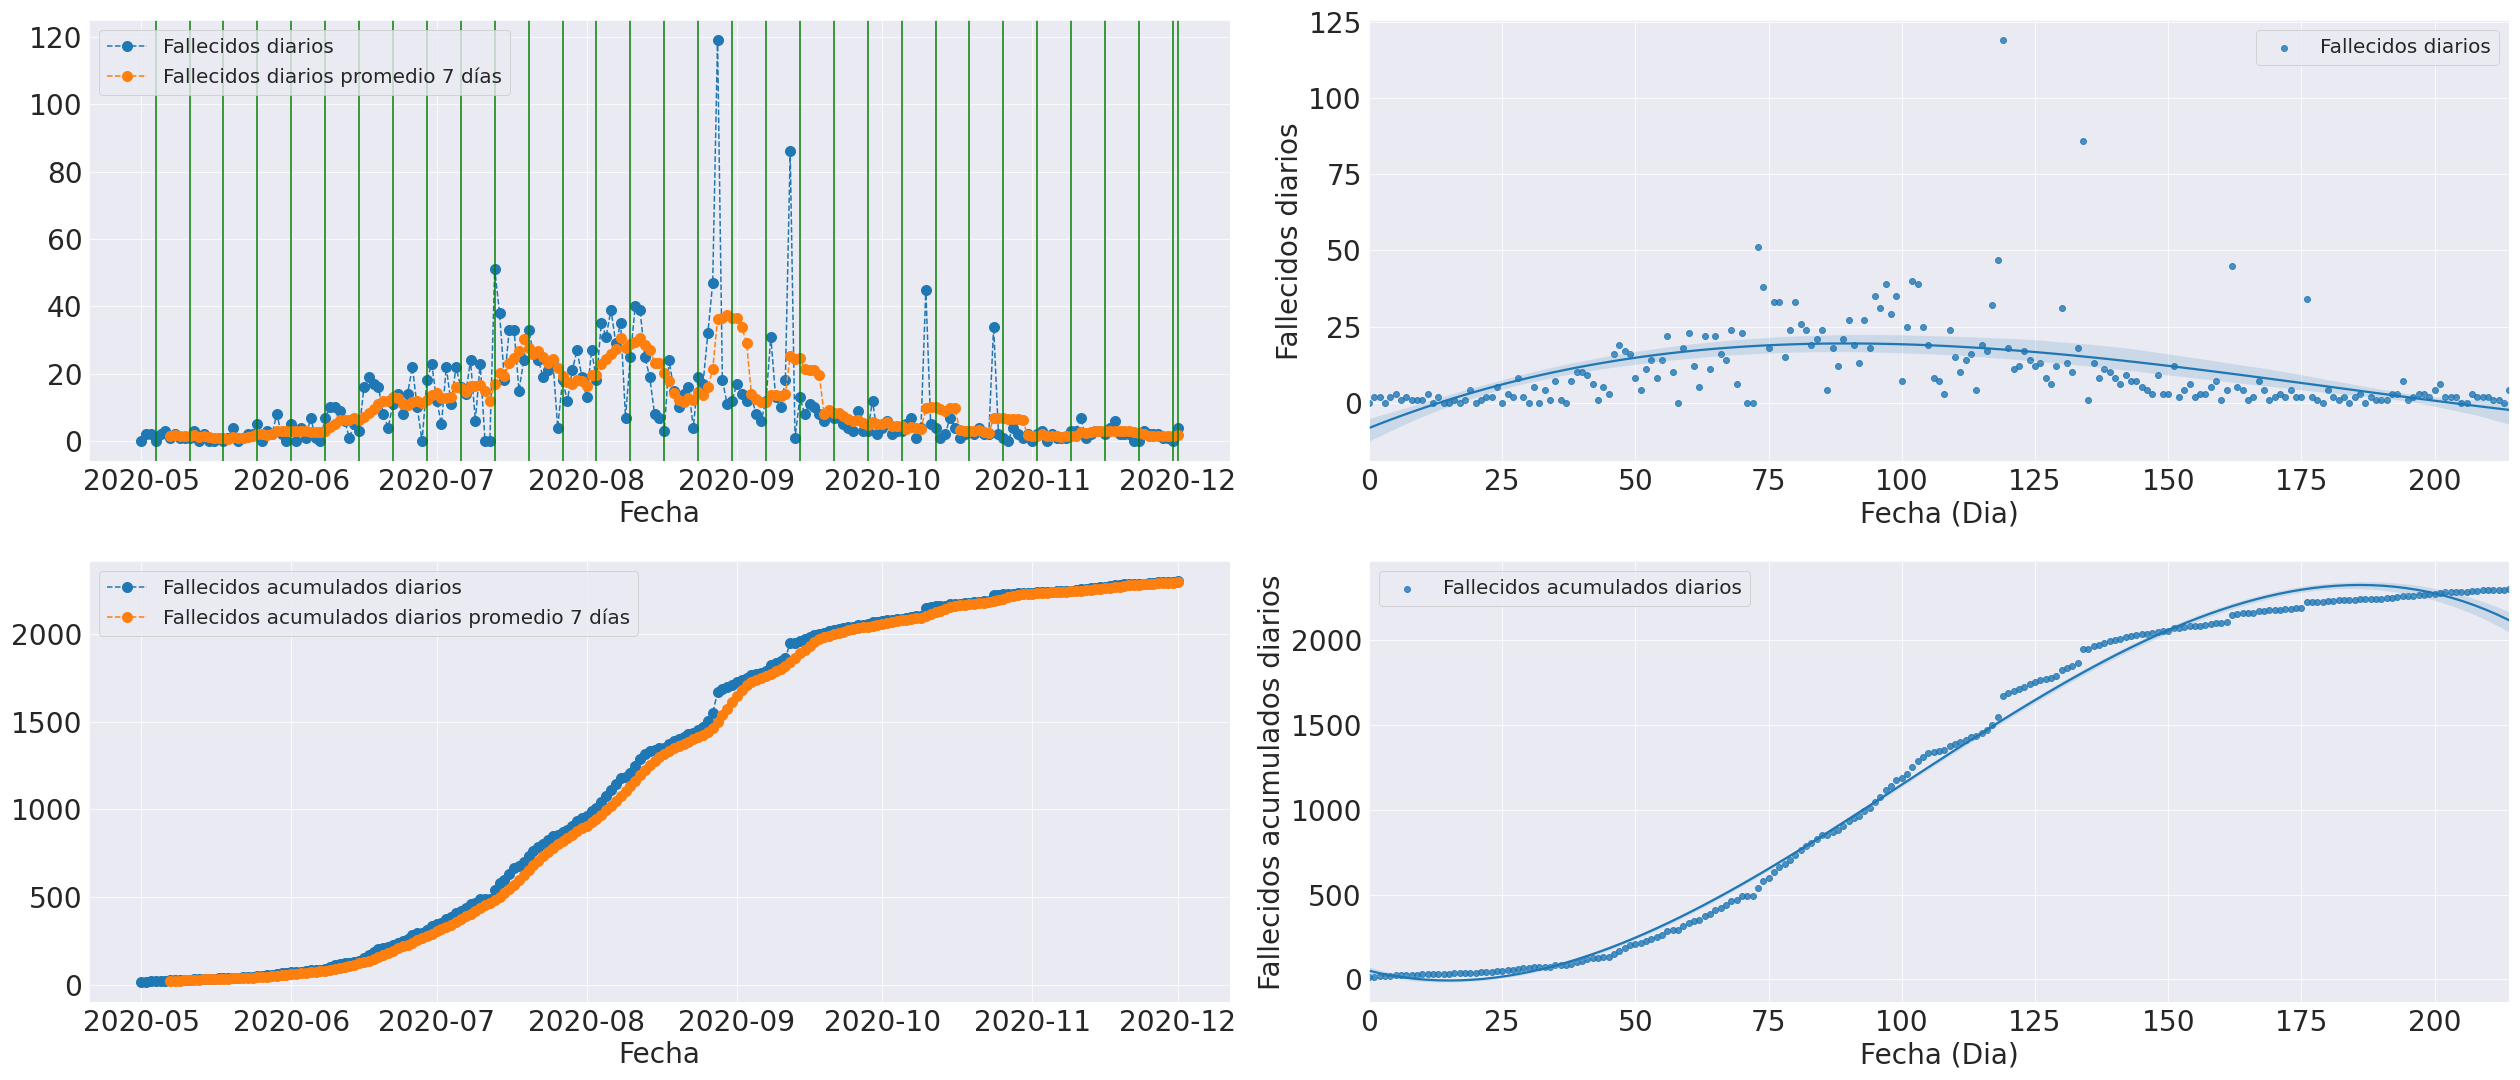 120
100
80
60
40
20
0
Fallecidos diarios
Fallecidos diarios promedio 7 días
2020-05 2020-06 2020-07 2020-08 2020-09 2020-10 2020-11 2020-12
Fecha
125
100
75
50
25
0
Fallecidos diarios
Fallecidos diarios
0 25 50 75 100 125 150 175 200
Fecha (Dia)
2000
1500
1000
500
0
Fallecidos acumulados diarios
Fallecidos acumulados diarios promedio 7 días
2020-05 2020-06 2020-07 2020-08 2020-09 2020-10 2020-11 2020-12
Fecha
2000
1500
1000
500
0
Fallecidos acumulados diarios
Fallecidos acumulados diarios
0 25 50 75 100 125 150 175 200
Fecha (Dia)